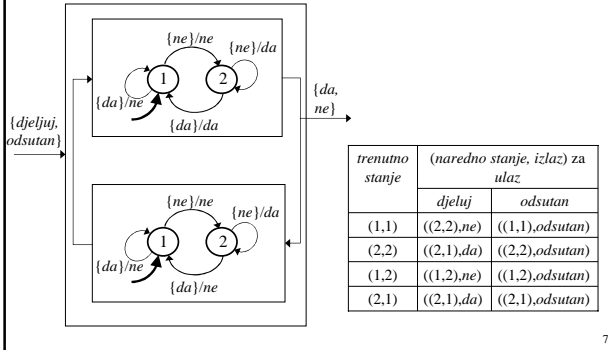 {ne}/ne
{ne}/da
1
2
{da}/ne
{da}/da
{da,
ne}
{djeljuj,
odsutan}
{ne}/ne
{ne}/da
1
2
{da}/ne
{da}/ne
trenutno stanje
(naredno stanje, izlaz) za ulaz
djeluj odsutan
(1,1) ((2,2),ne) ((1,1),odsutan)
(2,2) ((2,1),da) ((2,2),odsutan)
(1,2) ((1,2),ne) ((1,2),odsutan)
(2,1) ((2,1),da) ((2,1),odsutan)
7